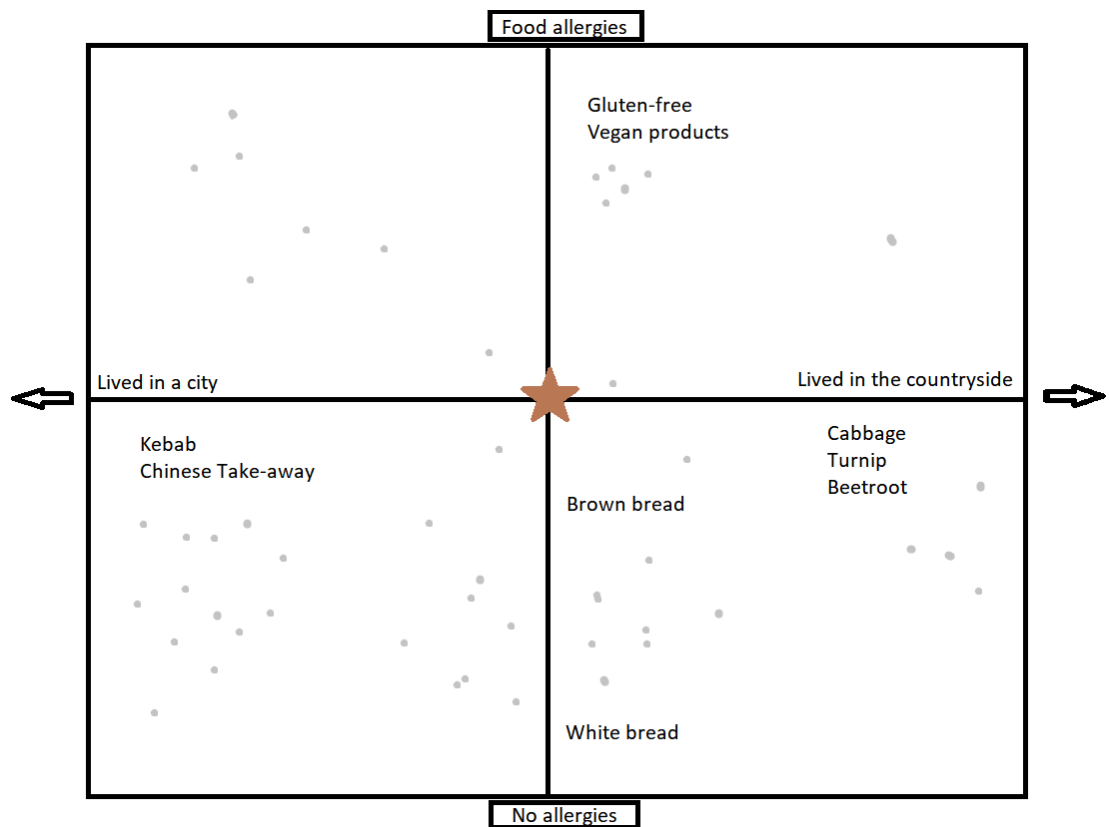 Food allergies
Gluten-free
Vegan products
Lived in a city
Lived in the countryside
Kebab
Chinese Take-away
Cabbage
Turnip
Beetroot
Brown bread
White bread
No allergies